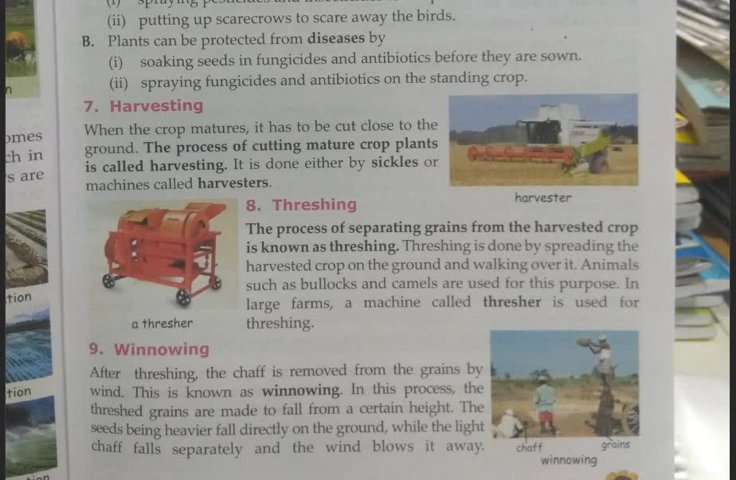 (ii) putting up scarecrows to scare away the birds.
B. Plants can be protected from diseases by
(i) soaking seeds in fungicides and antibiotics before they are sown.
(ii) spraying fungicides and antibiotics on the standing crop.
7. Harvesting
When the crop matures, it has to be cut close to the
ground. The process of cutting mature crop plants
is called harvesting. It is done either by sickles or
machines called harvesters.
harvester
8. Threshing
The process of separating grains from the harvested crop
is known as threshing. Threshing is done by spreading the
harvested crop on the ground and walking over it. Animals
such as bullocks and camels are used for this purpose. In
large farms, a machine called thresher is used for
threshing.
a thresher
9. Winnowing
After threshing, the chaff is removed from the grains by
wind. This is known as winnowing. In this process, the
threshed grains are made to fall from a certain height. The
seeds being heavier fall directly on the ground, while the light
chaff falls separately and the wind blows it away.
chaff grains
winnowing
omes
ch in
s are
tion
tion